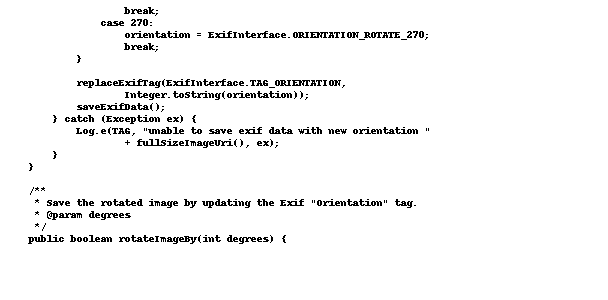 break;
case 270:
orientation = ExifInterface.ORIENTATION_ROTATE_270;
break;
}
replaceExifTag(ExifInterface.TAG_ORIENTATION,
Integer.toString(orientation));
saveExifData();
} catch (Exception ex) {
Log.e(TAG, "unable to save exif data with new orientation "
+ fullSizeImageUri(), ex);
}
}
/**
* Save the rotated image by updating the Exif "Orientation" tag.
* @param degrees
*/
public boolean rotateImageBy(int degrees) {